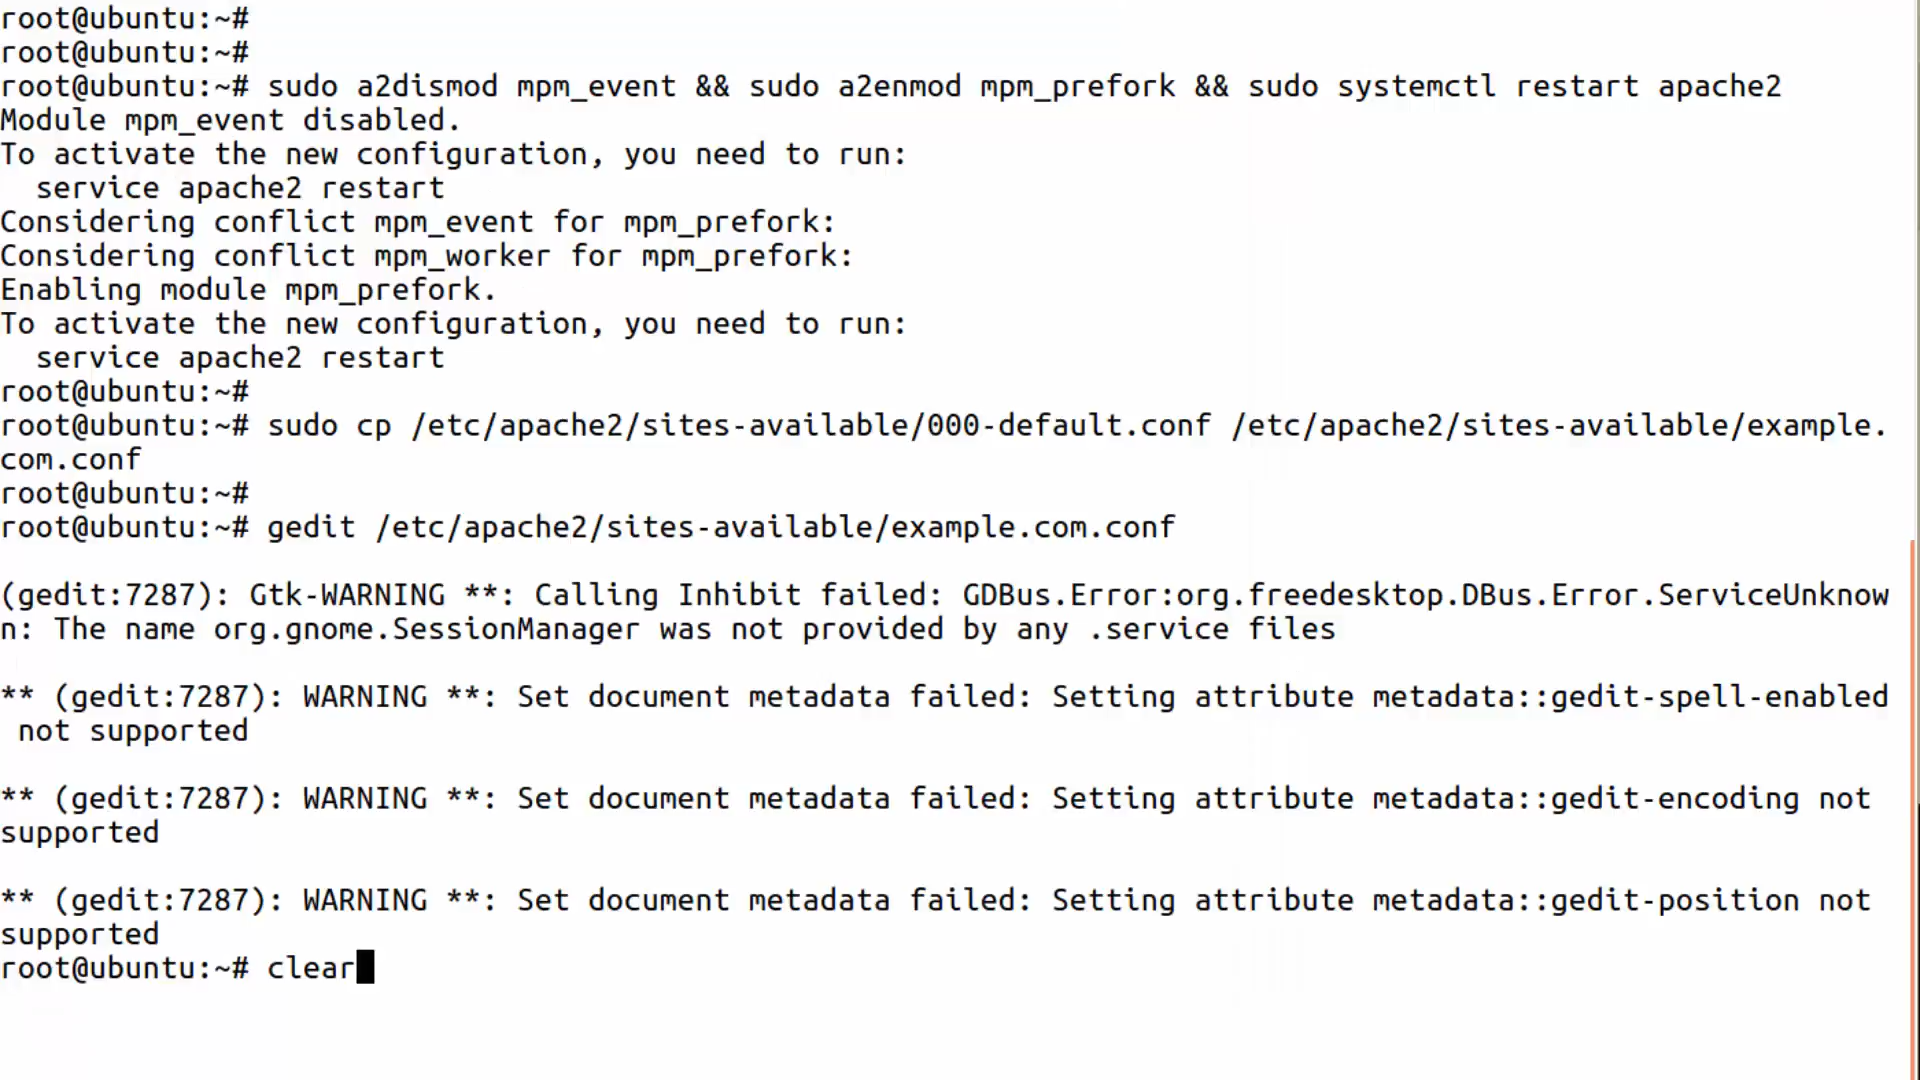 root@ubuntu:~#
root@ubuntu:~#
root@ubuntu:~# sudo a2dismod mpm_event && sudo a2enmod mpm_prefork && sudo systemctl restart apache2
Module mpm_event disabled.
To activate the new configuration, you need to run:
  service apache2 restart
Considering conflict mpm_event for mpm_prefork:
Considering conflict mpm_worker for mpm_prefork:
Enabling module mpm_prefork.
To activate the new configuration, you need to run:
  service apache2 restart
root@ubuntu:~#
root@ubuntu:~# sudo cp /etc/apache2/sites-available/000-default.conf /etc/apache2/sites-available/example.
com.conf
root@ubuntu:~#
root@ubuntu:~# gedit /etc/apache2/sites-available/example.com.conf
(gedit:7287): Gtk-WARNING **: Calling Inhibit failed: GDBus.Error:org.freedesktop.DBus.Error.ServiceUnknow
n: The name org.gnome.SessionManager was not provided by any .service files
** (gedit:7287): WARNING **: Set document metadata failed: Setting attribute metadata::gedit-spell-enabled
 not supported
** (gedit:7287): WARNING **: Set document metadata failed: Setting attribute metadata::gedit-encoding not
supported
** (gedit:7287): WARNING **: Set document metadata failed: Setting attribute metadata::gedit-position not
supported
root@ubuntu:~# clear